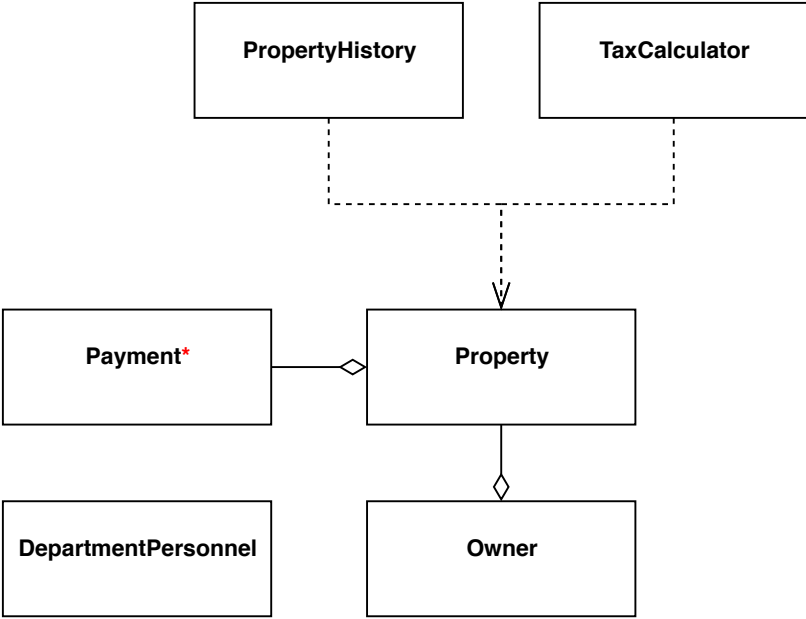 PropertyHistory
TaxCalculator
Payment*
Property
DepartmentPersonnel
Owner